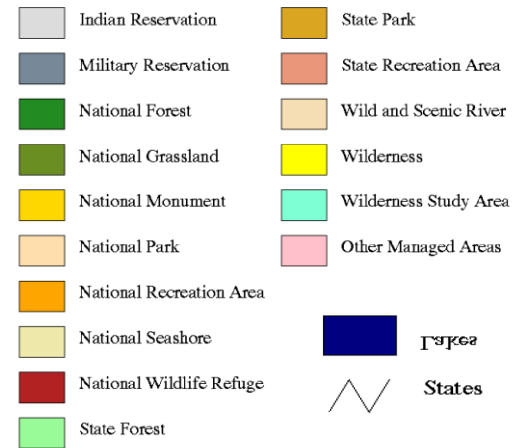 Indian Reservation
Military Reservation
National Forest
National Grassland
National Monument
National Park
National Recreation Area
National Seashore
National Wildlife Refuge
State Forest
State Park
State Recreation Area
Wild and Scenic River
Wilderness
Wilderness Study Area
Other Managed Areas
Lakes
States